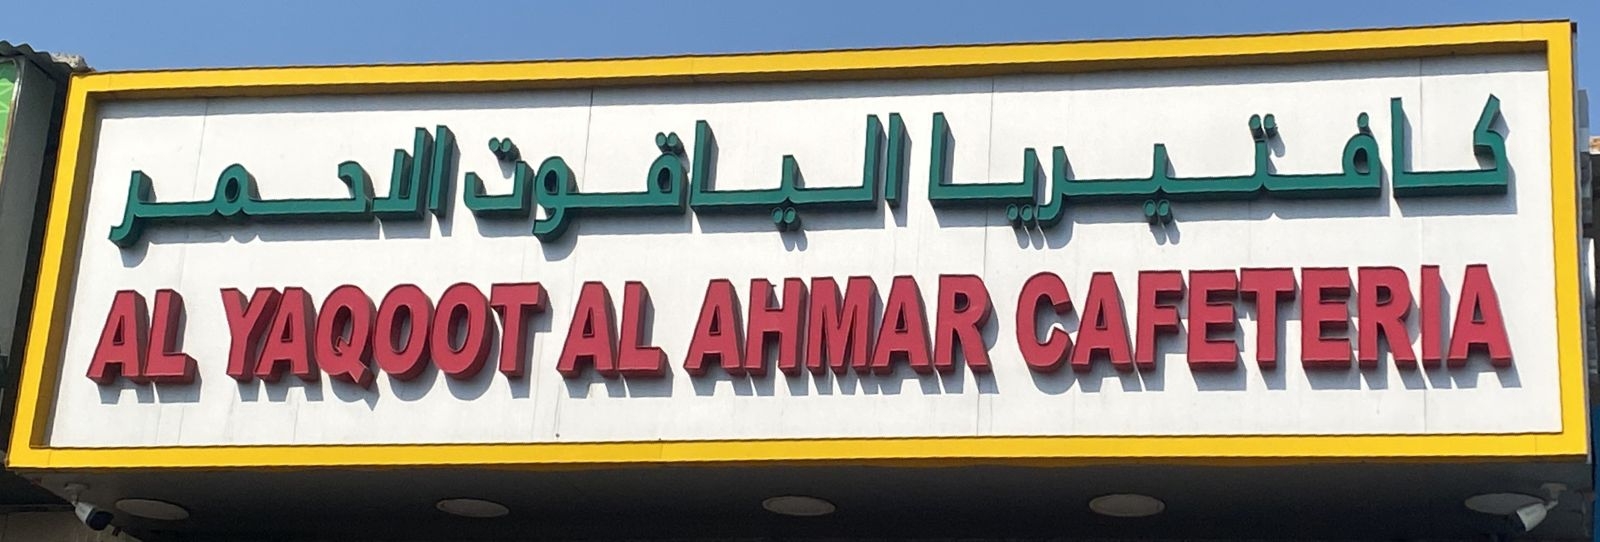 كافتيريا الياقوت الاحمر
AL YAQOOT AL AHMAR CAFETERIA